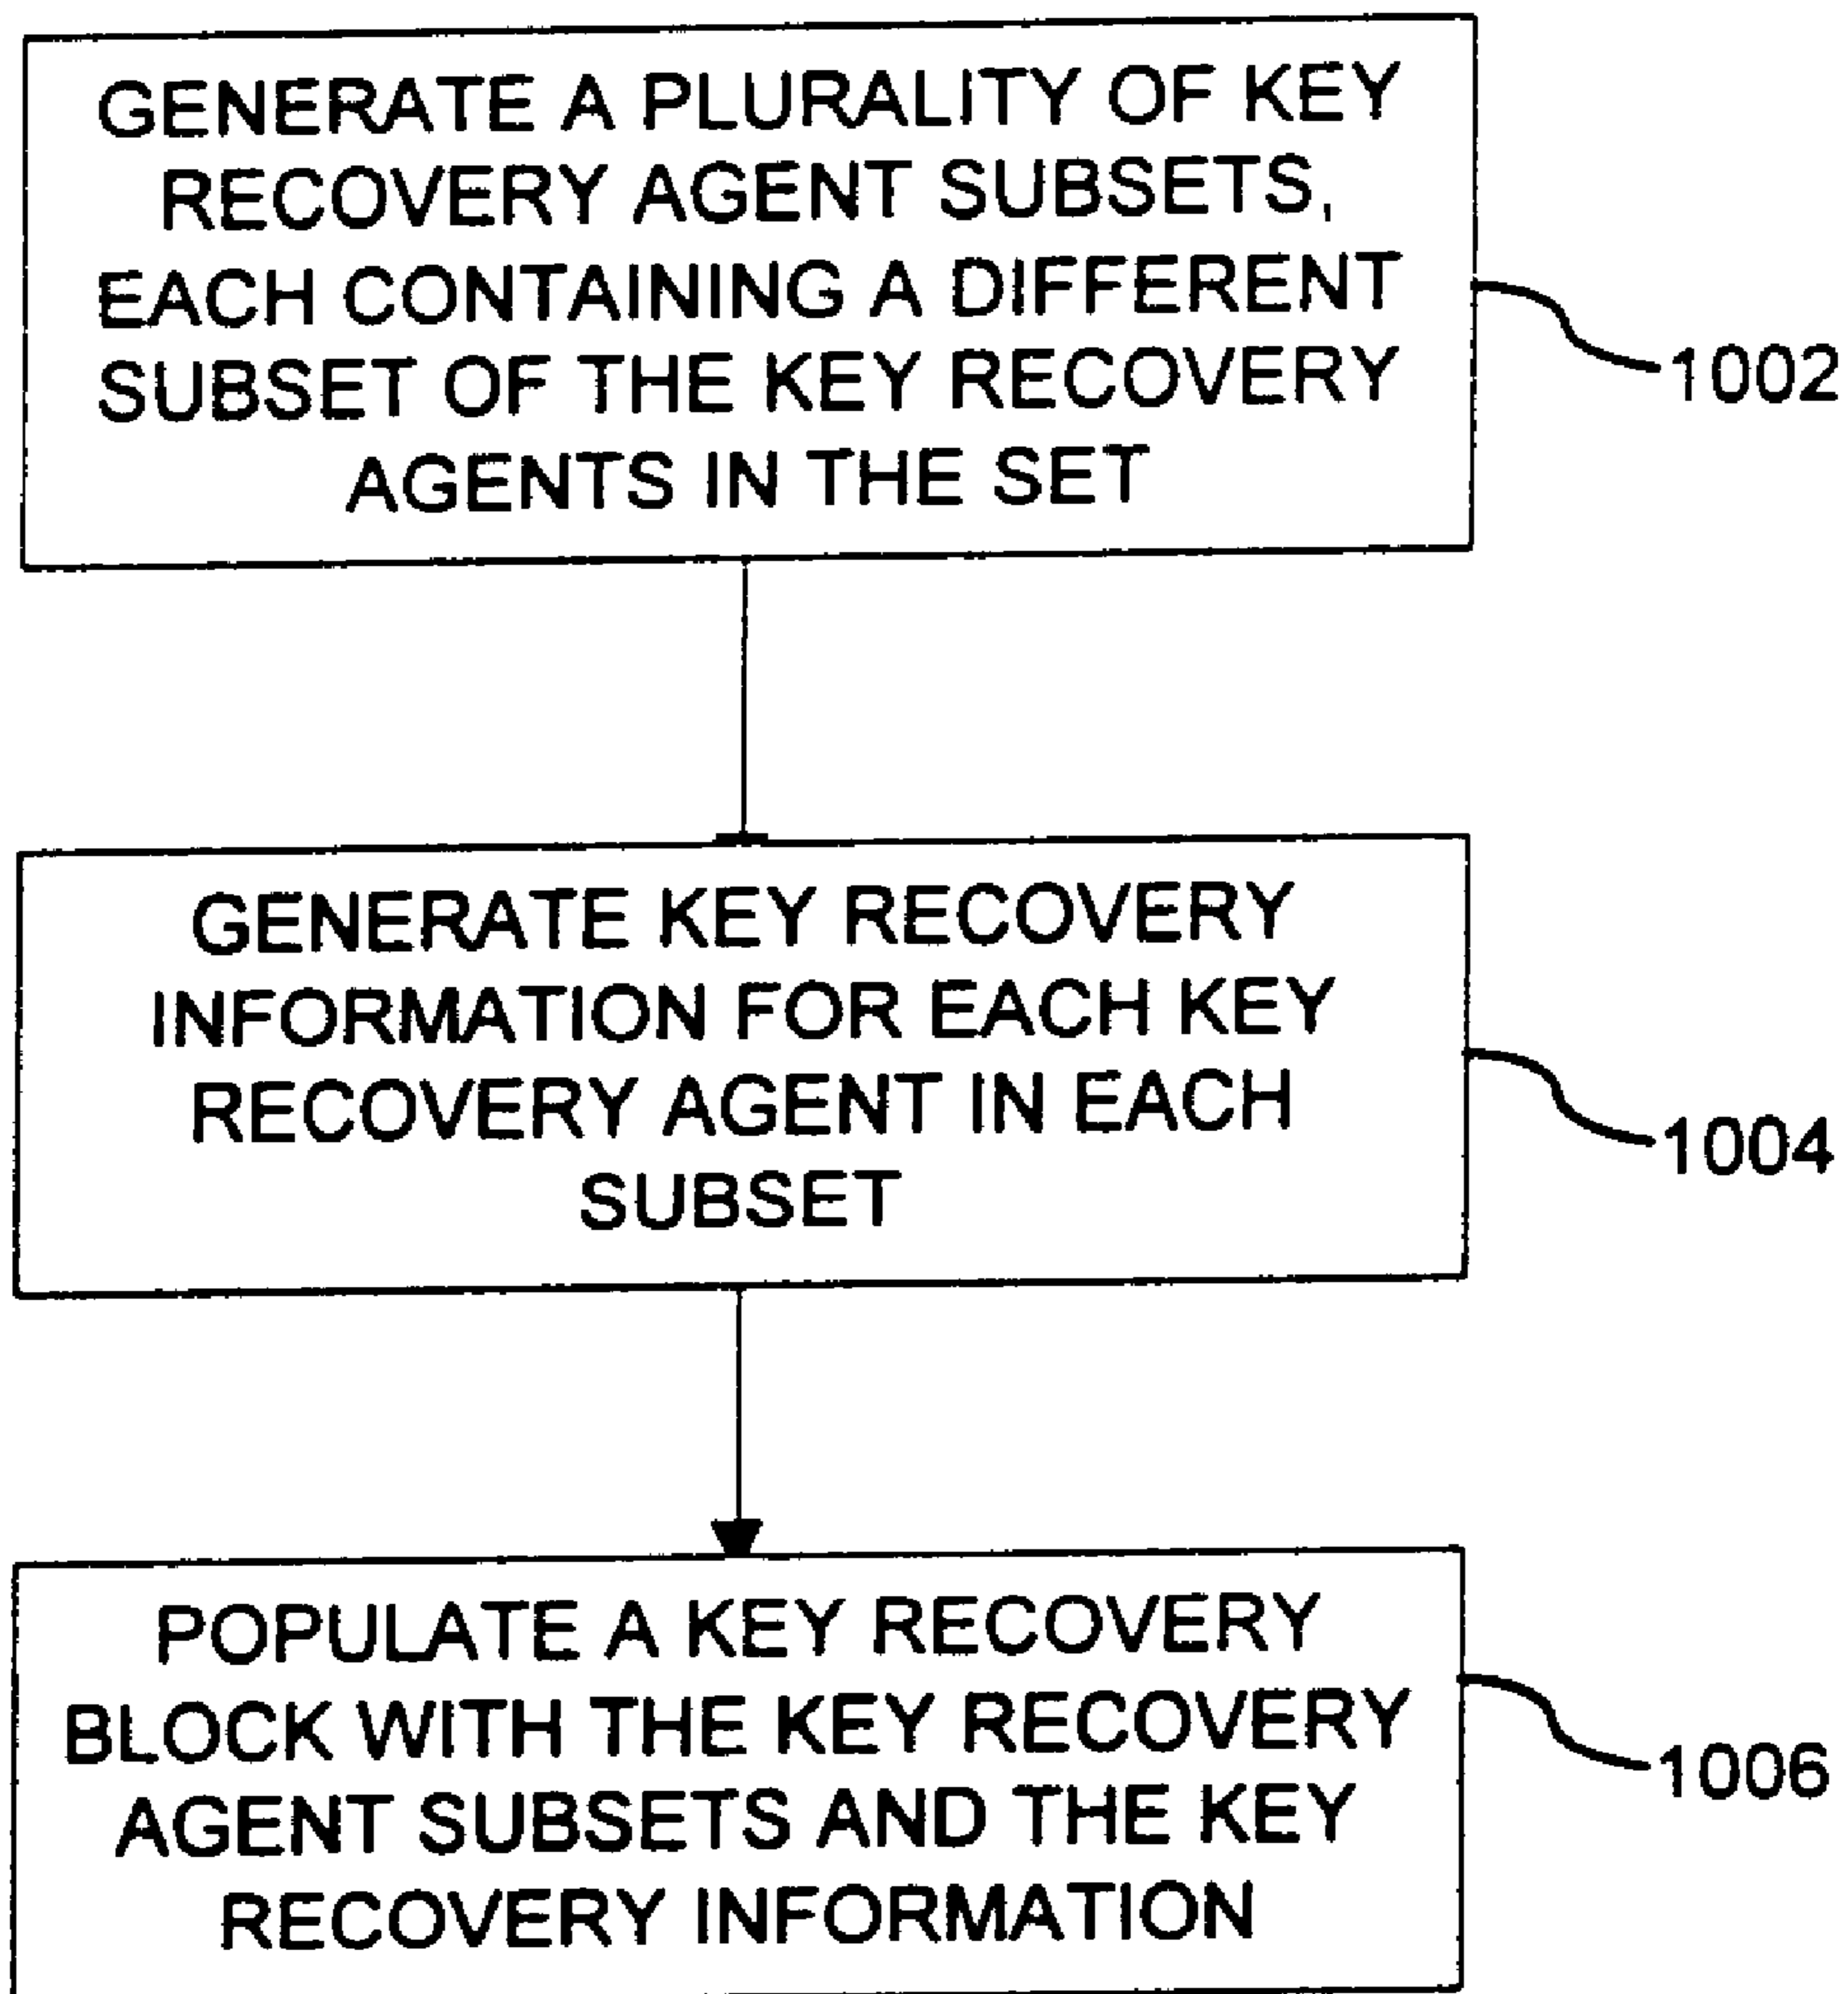 GENERATE A PLURALITY OF KEY
RECOVERY AGENT SUBSETS,
EACH CONTAINING A DIFFERENT
SUBSET OF THE KEY RECOVERY
AGENTS IN THE SET
1002
GENERATE KEY RECOVERY
INFORMATION FOR EACH KEY
RECOVERY AGENT IN EACH
SUBSET
1004
POPULATE A KEY RECOVERY
BLOCK WITH THE KEY RECOVERY
AGENT SUBSETS AND THE KEY
RECOVERY INFORMATION
1006